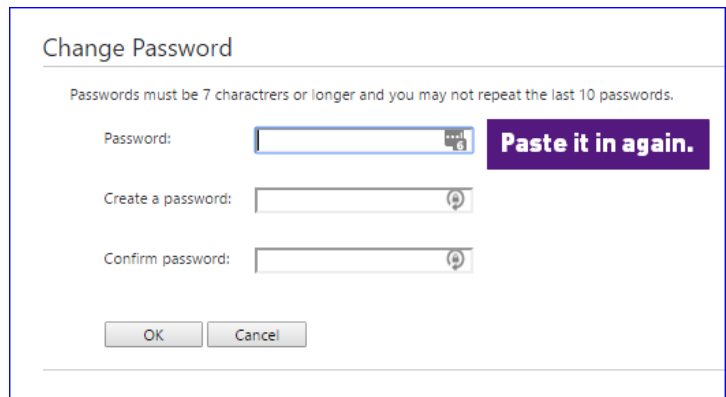 Change Password
Passwords must be 7 charactrers or longer and you may not repeat the last 10 passwords.
Password:
6
Paste it in again.
Create a password:
Confirm password:
OK
Cancel